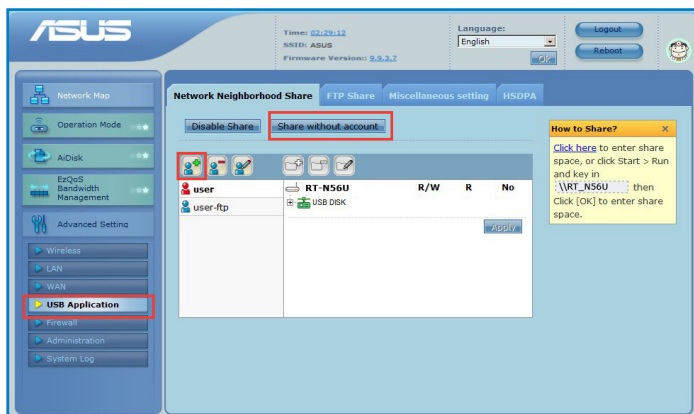 ASUS
Time: 02:29:12
SSID: ASUS
Firmware Version: 9.9.3.7
Language:
English
OK
Logout
Reboot
Network Map
Operation Mode
AiDisk
EzQoS
Bandwidth
Management
Advanced Setting
Wireless
LAN
WAN
USB Application
Firewall
Administration
System Log
Network Neighborhood Share FTP Share Miscellaneous setting HSDPA
Disable Share Share without account
user
user-ftp
RT-N56U R/W R No
USB DISK
Apply
How to Share? ×
Click here to enter share
space, or click Start > Run
and key in
\\RT_N56U then
Click [OK] to enter share
space.